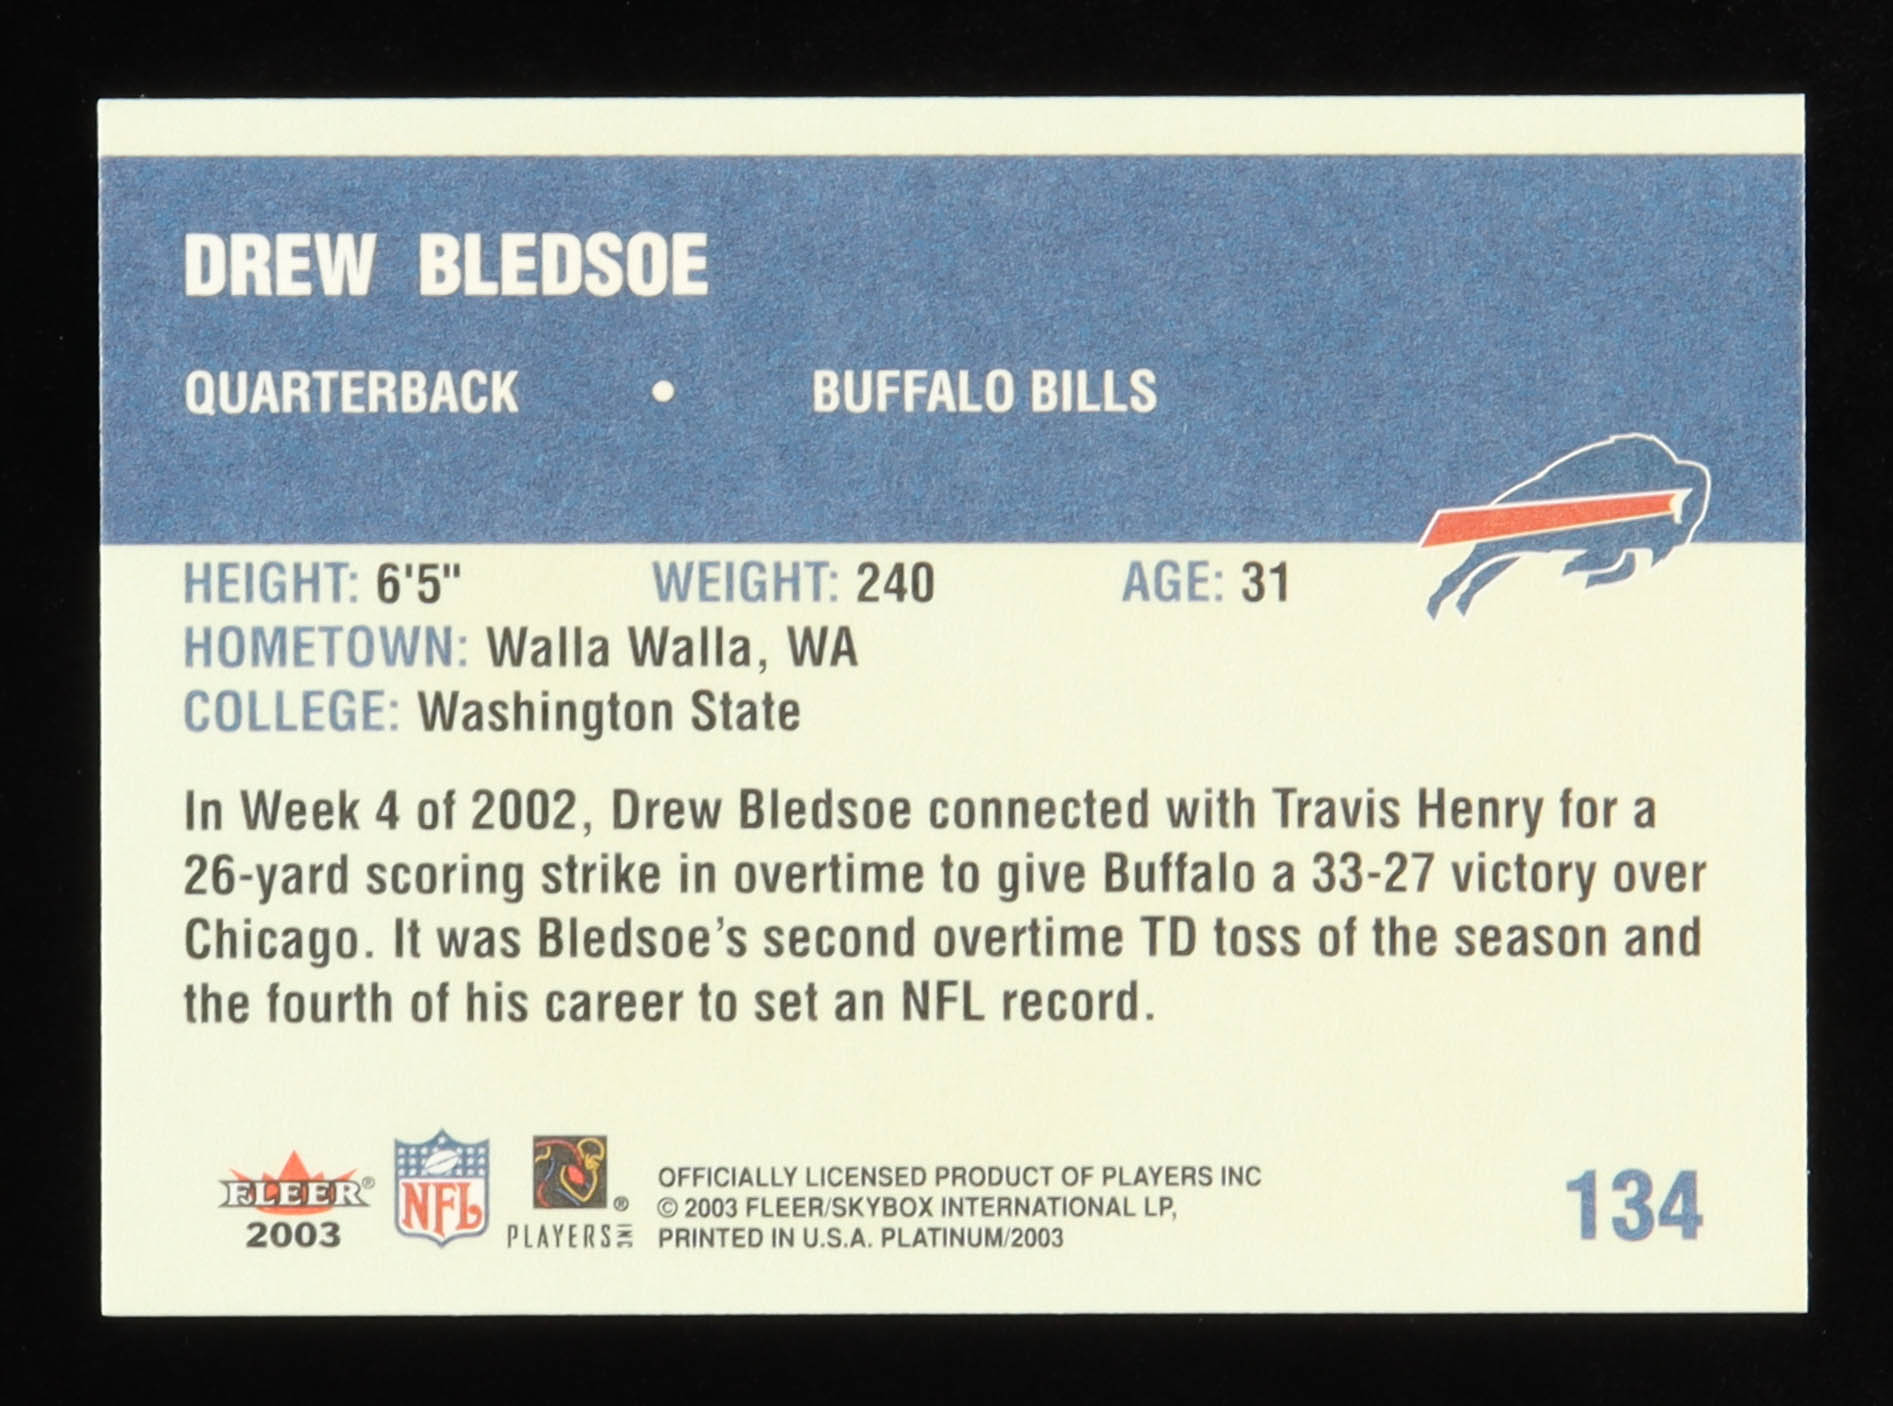 DREW BLEDSOE
QUARTERBACK • BUFFALO BILLS
HEIGHT: 6'5" WEIGHT: 240 AGE: 31
HOMETOWN: Walla Walla, WA
COLLEGE: Washington State
In Week 4 of 2002, Drew Bledsoe connected with Travis Henry for a
26-yard scoring strike in overtime to give Buffalo a 33-27 victory over
Chicago. It was Bledsoe’s second overtime TD toss of the season and
the fourth of his career to set an NFL record.
FLEER®
2003
NFL
PLAYERS INC ®
OFFICIALLY LICENSED PRODUCT OF PLAYERS INC
© 2003 FLEER/SKYBOX INTERNATIONAL LP,
PRINTED IN U.S.A. PLATINUM/2003
134